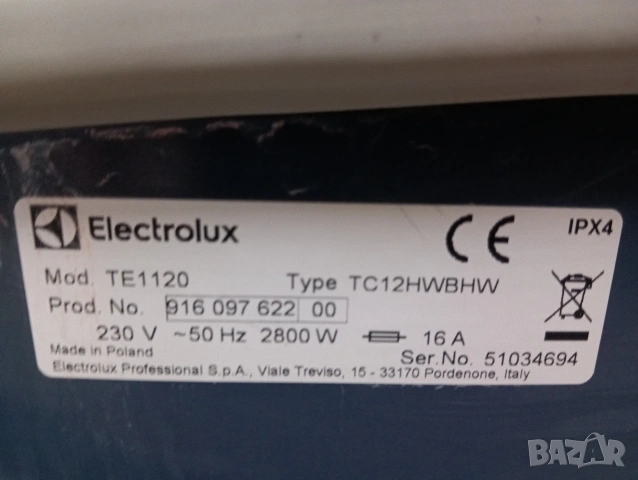 Electrolux
CE
IPX4
Mod. TE1120 Type TC12HWBHW
Prod. No. 916 097 622 00
230 V ~50 Hz 2800 W 16 A
Made in Poland
Ser.No. 51034694
Electrolux Professional S.p.A., Viale Treviso, 15 - 33170 Pordenone, Italy
BAZAR